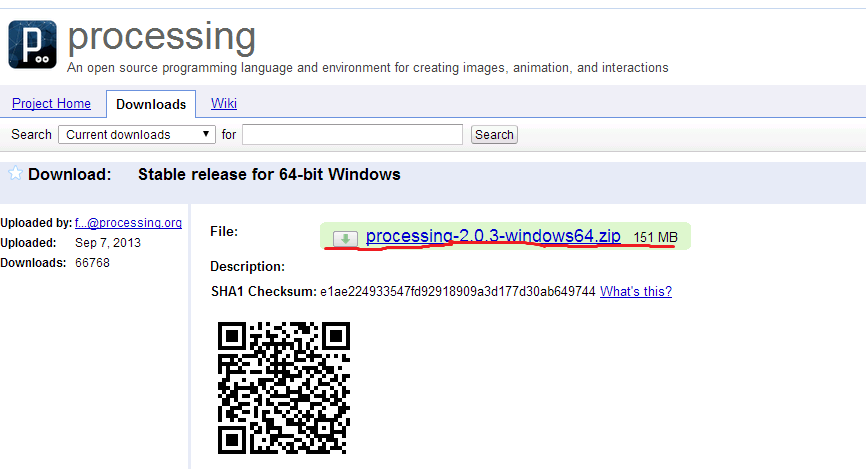 processing
An open source programming language and environment for creating images, animation, and interactions
Project Home Downloads Wiki
Search Current downloads for Search
Download: Stable release for 64-bit Windows
Uploaded by: f...@processing.org
Uploaded: Sep 7, 2013
Downloads: 66768
File: processing-2.0.3-windows64.zip 151 MB
Description:
SHA1 Checksum: e1ae224933547fd92918909a3d177d30ab649744 What's this?